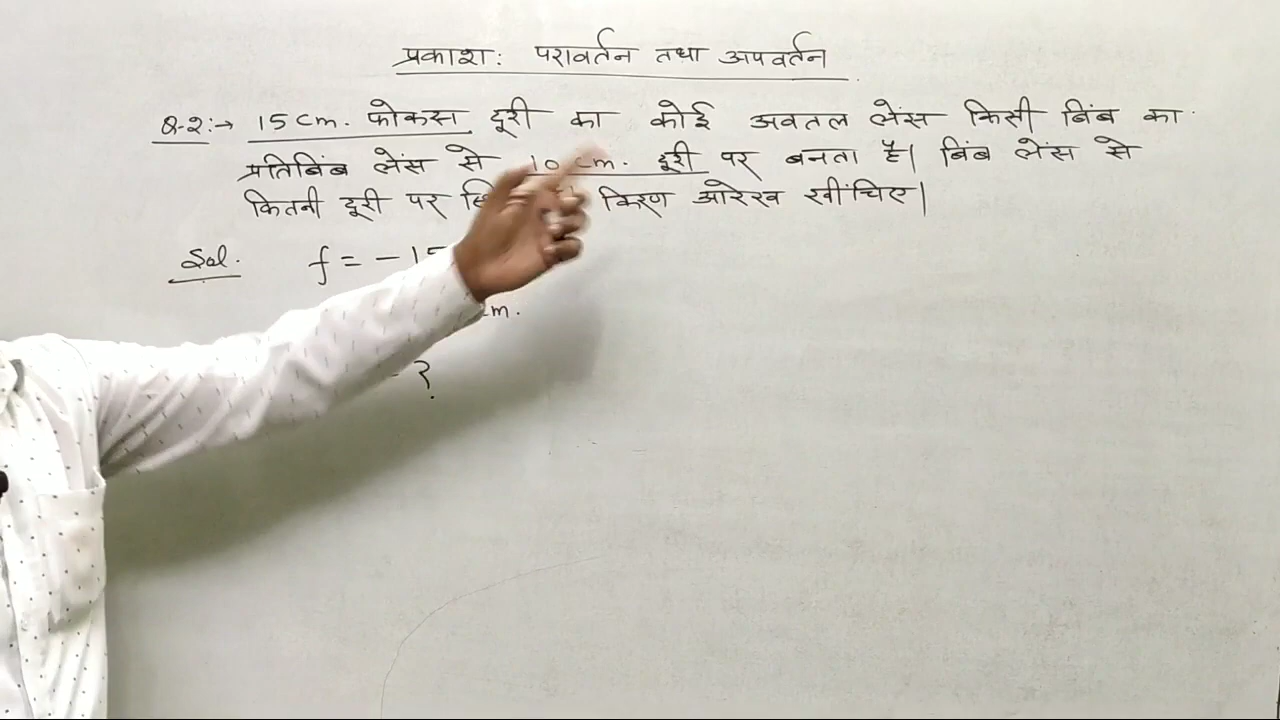 प्रकाश: परावर्तन तथा अपवर्तन
Q-2:→ 15 cm. फोकस दूरी का कोई अवतल लेंस किसी बिंब का
प्रतिबिंब लेंस से 10 cm. दूरी पर बनता है। बिंब लेंस से
कितनी दूरी पर किरण आरेख खींचिए।
Sol. f = -15
cm.
- ?